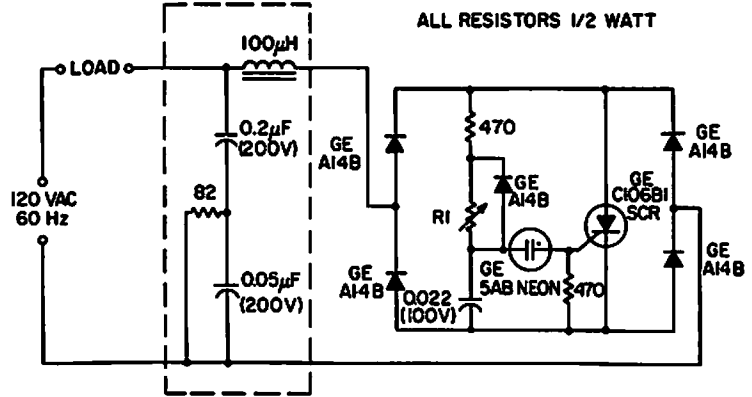 ALL RESISTORS 1/2 WATT
LOAD
100µH
0.2µF
(200V)
82
0.05µF
(200V)
120 VAC
60 Hz
GE
A14B
GE
A14B
470
GE
A14B
R1
GE
5AB NEON
0.022
(100V)
470
GE
C106B1
SCR
GE
A14B
GE
A14B